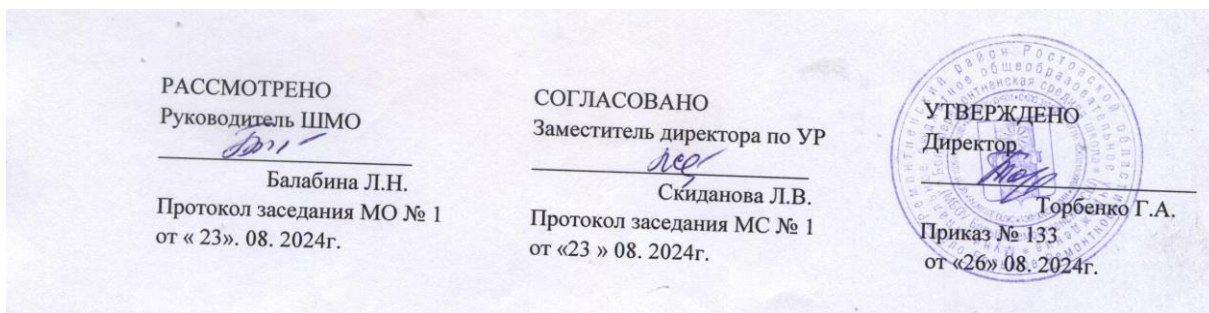 РАССМОТРЕНО
Руководитель ШМО
Балабина Л.Н.
Протокол заседания МО № 1
от « 23». 08. 2024г.
СОГЛАСОВАНО
Заместитель директора по УР
Скиданова Л.В.
Протокол заседания МС № 1
от «23 » 08. 2024г.
УТВЕРЖДЕНО
Директор
Торбенко Г.А.
Приказ № 133
от «26» 08. 2024г.
район Ростовской